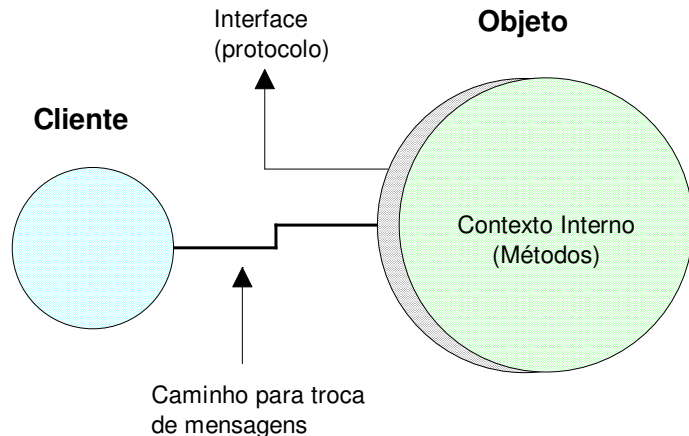 Interface
(protocolo)
Objeto
Cliente
Contexto Interno
(Métodos)
Caminho para troca
de mensagens